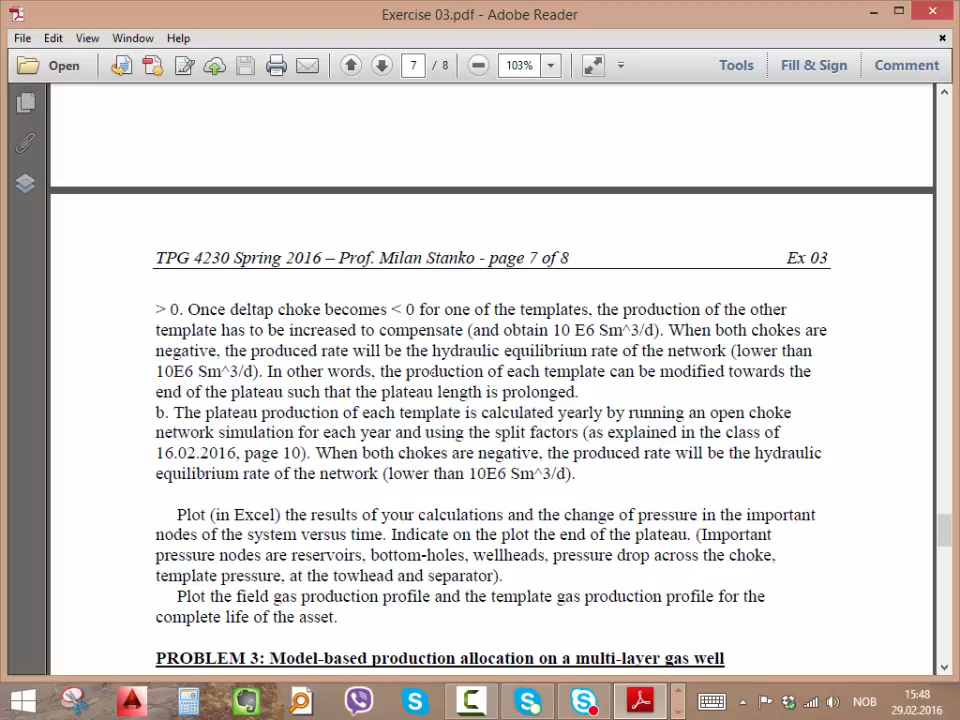 Exercise 03.pdf - Adobe Reader
File Edit View Window Help
Open 7 / 8 103% Tools Fill & Sign Comment
TPG 4230 Spring 2016 – Prof. Milan Stanko - page 7 of 8 Ex 03
> 0. Once deltap choke becomes < 0 for one of the templates, the production of the other
template has to be increased to compensate (and obtain 10 E6 Sm^3/d). When both chokes are
negative, the produced rate will be the hydraulic equilibrium rate of the network (lower than
10E6 Sm^3/d). In other words, the production of each template can be modified towards the
end of the plateau such that the plateau length is prolonged.
b. The plateau production of each template is calculated yearly by running an open choke
network simulation for each year and using the split factors (as explained in the class of
16.02.2016, page 10). When both chokes are negative, the produced rate will be the hydraulic
equilibrium rate of the network (lower than 10E6 Sm^3/d).
Plot (in Excel) the results of your calculations and the change of pressure in the important
nodes of the system versus time. Indicate on the plot the end of the plateau. (Important
pressure nodes are reservoirs, bottom-holes, wellheads, pressure drop across the choke,
template pressure, at the towhead and separator).
Plot the field gas production profile and the template gas production profile for the
complete life of the asset.
PROBLEM 3: Model-based production allocation on a multi-layer gas well
NOB
15:48
29.02.2016